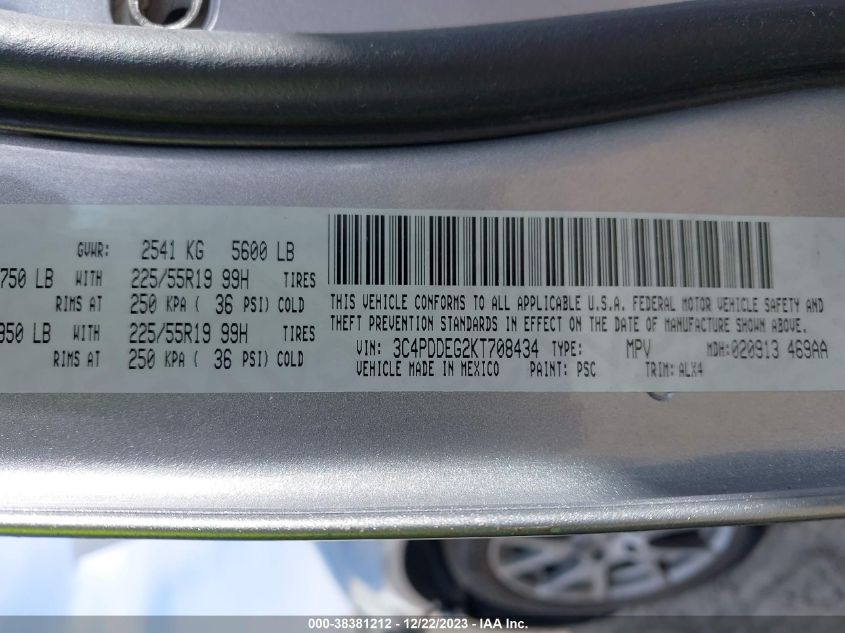 GVWR: 2541 KG 5600 LB
750 LB WITH 225/55R19 99H TIRES
RIMS AT 250 KPA ( 36 PSI) COLD
950 LB WITH 225/55R19 99H TIRES
RIMS AT 250 KPA ( 36 PSI) COLD
THIS VEHICLE CONFORMS TO ALL APPLICABLE U.S.A. FEDERAL MOTOR VEHICLE SAFETY AND
THEFT PREVENTION STANDARDS IN EFFECT ON THE DATE OF MANUFACTURE SHOWN ABOVE.
VIN: 3C4PDDEG2KT708434 TYPE: MPV MDH:020913 469AA
VEHICLE MADE IN MEXICO PAINT: PSC TRIM: ALX4
000-38381212 - 12/22/2023 - IAA Inc.